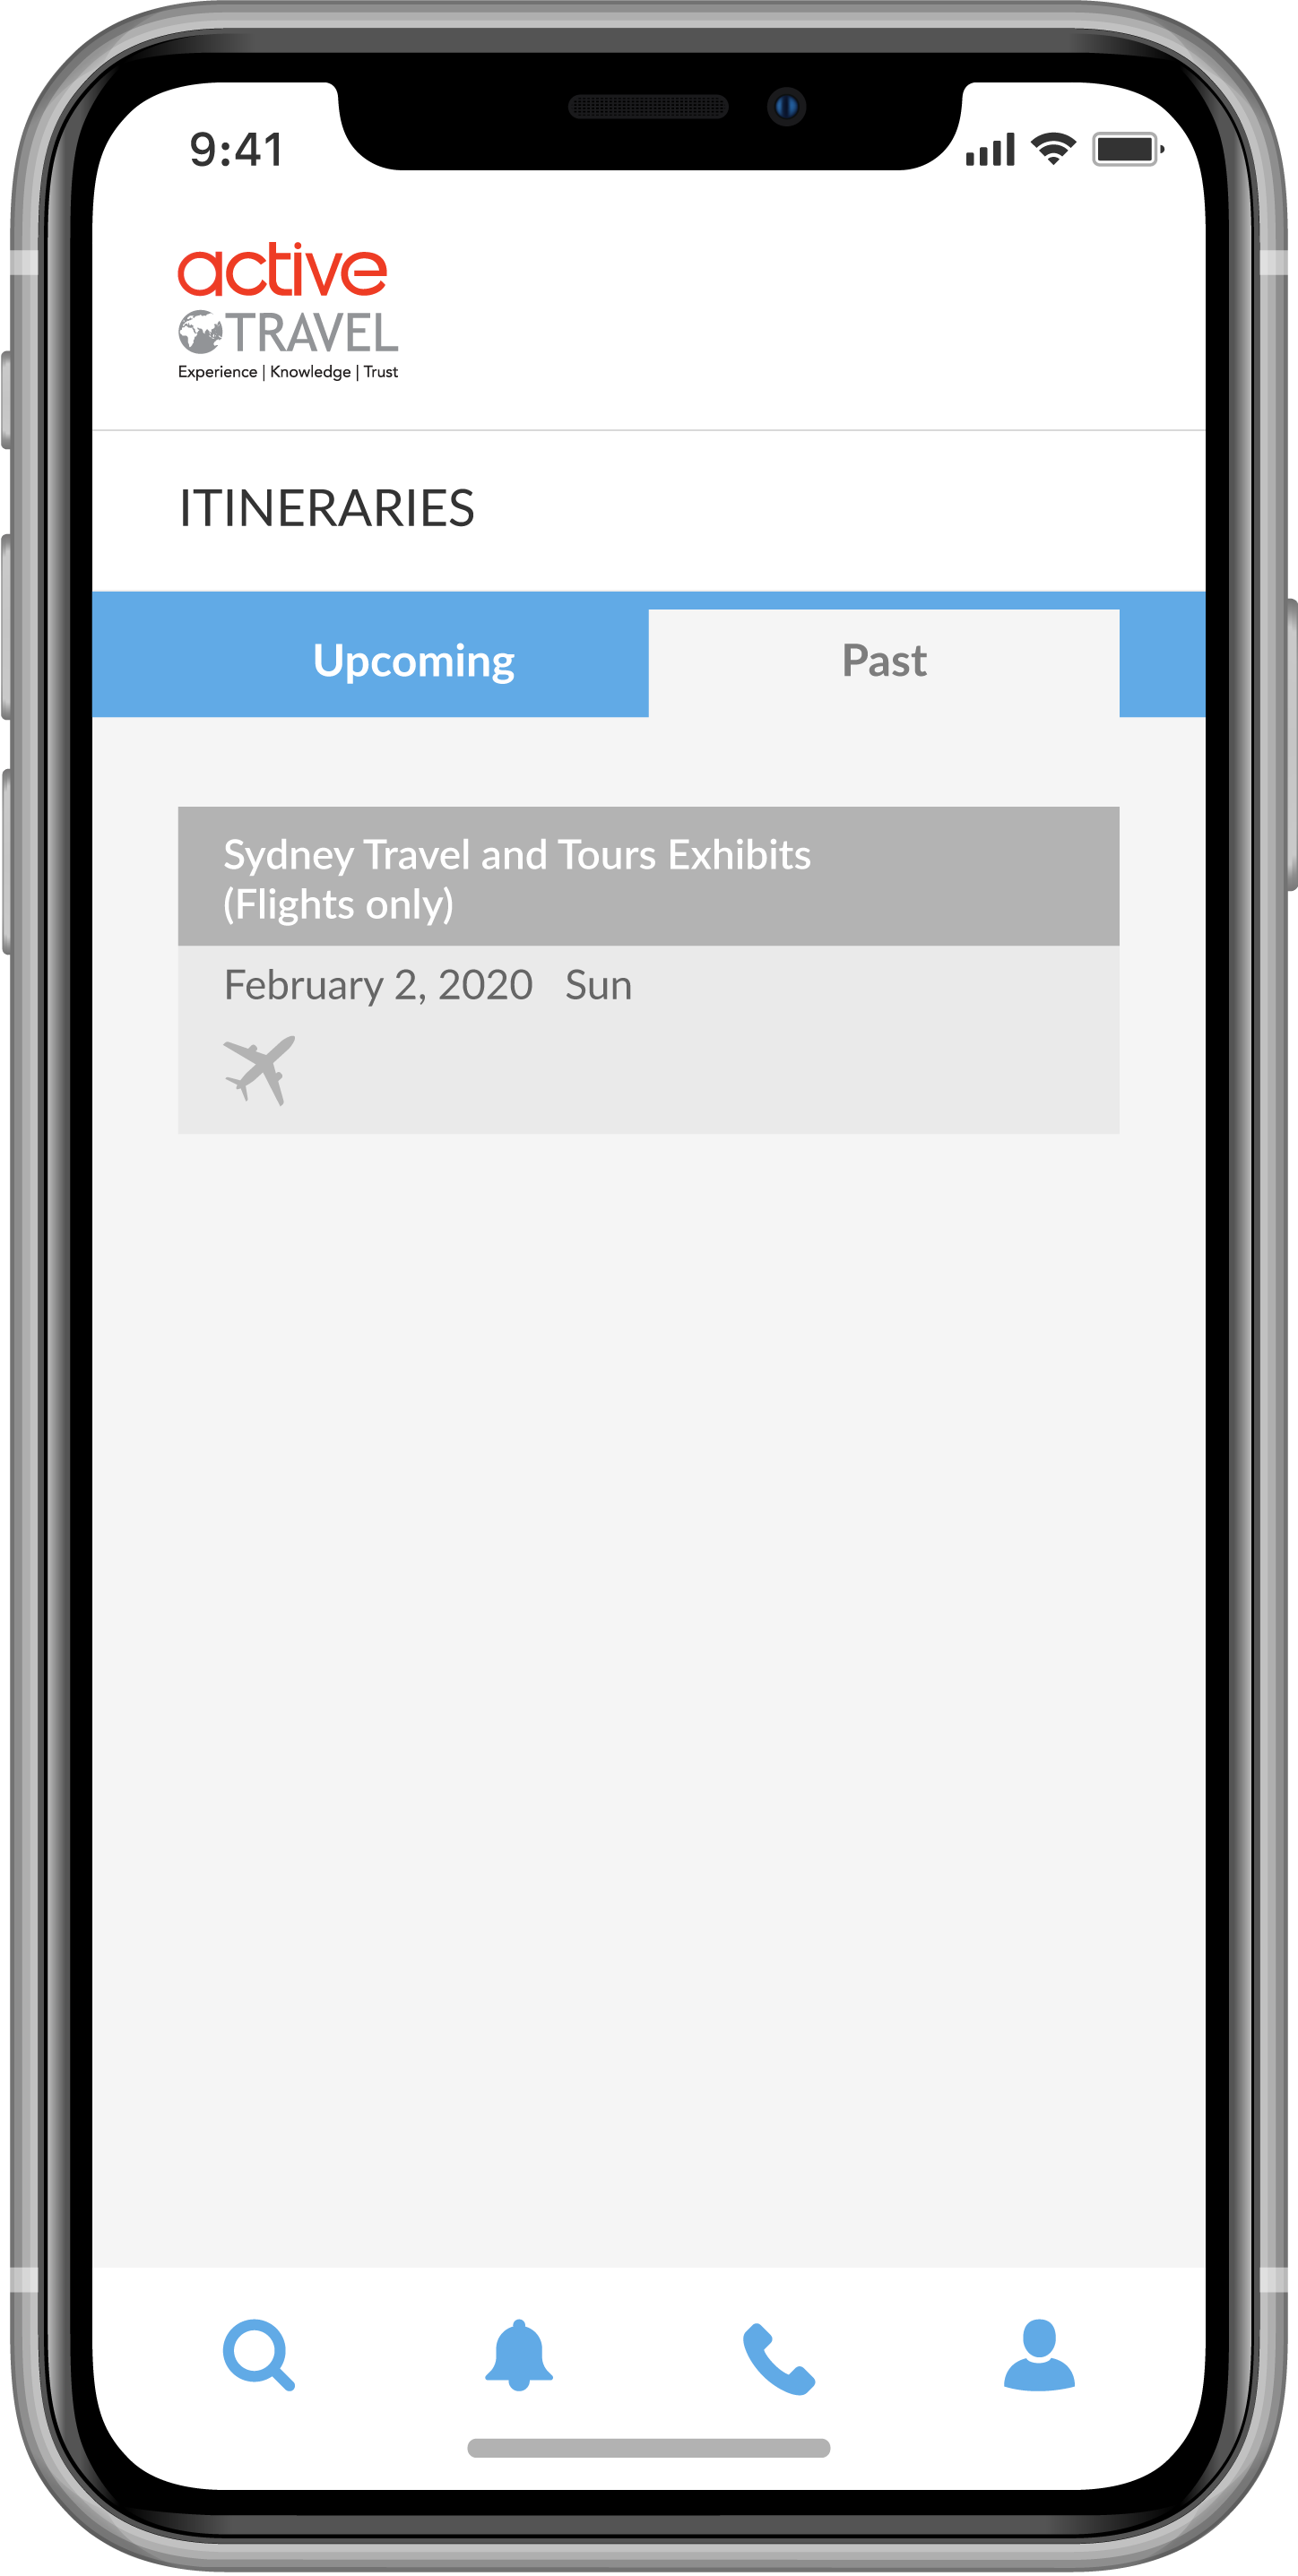 9:41
active
TRAVEL
Experience | Knowledge | Trust
ITINERARIES
Upcoming Past
Sydney Travel and Tours Exhibits
(Flights only)
February 2, 2020 Sun